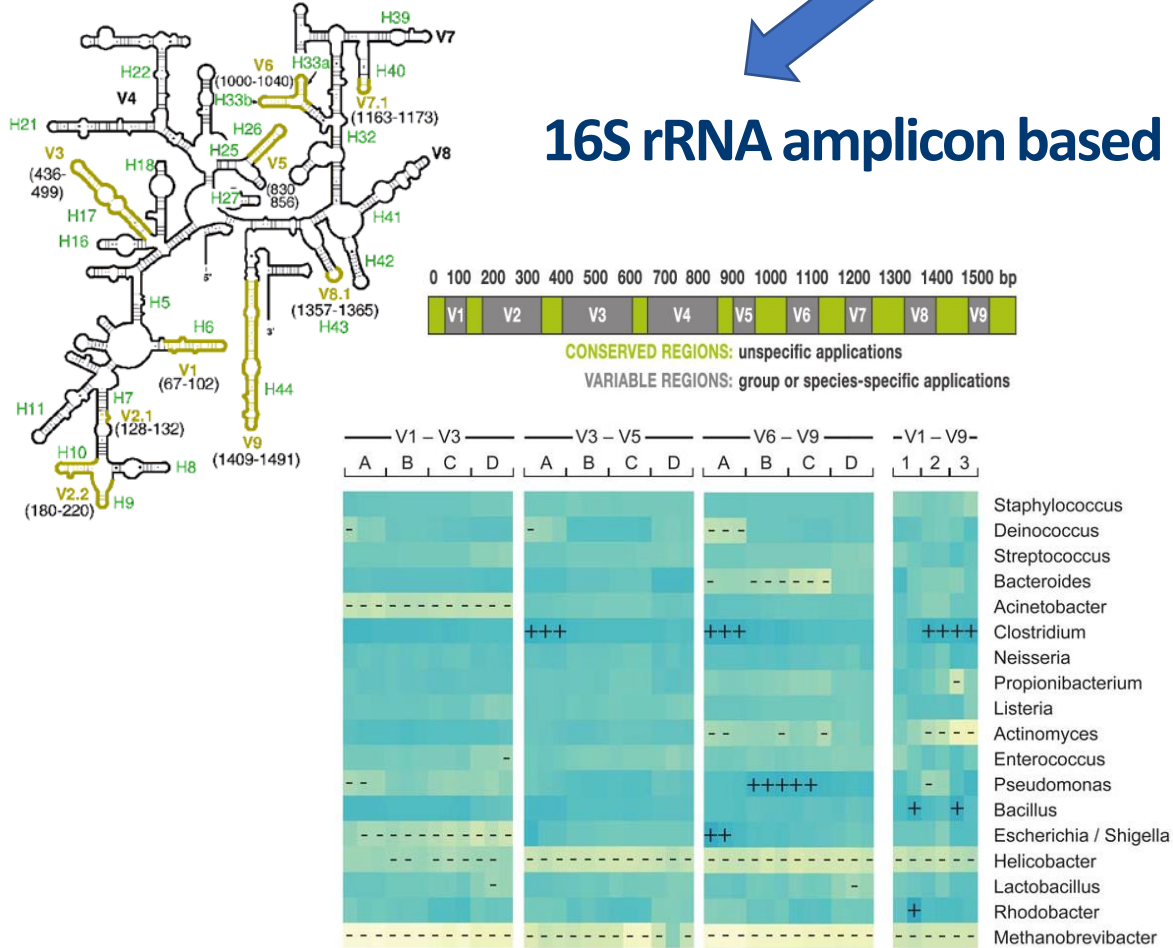 16S rRNA amplicon based
H39
V7
H33a
V6
(1000-1040)
H40
H22
H33b
V7.1
(1163-1173)
V4
H26
H32
H21
H25
V5
V8
V3
(436-
499)
H18
(830
856)
H27
H17
H41
H16
H42
5'
V8.1
(1357-1365)
H43
3'
H5
H6
V1
(67-102)
H44
H7
H11
V2.1
(128-132)
V9
(1409-1491)
H10
H8
V2.2
(180-220)
H9
0 100 200 300 400 500 600 700 800 900 1000 1100 1200 1300 1400 1500 bp
V1 V2 V3 V4 V5 V6 V7 V8 V9
CONSERVED REGIONS: unspecific applications
VARIABLE REGIONS: group or species-specific applications
V1 – V3 V3 – V5 V6 – V9 V1 – V9
A B C D A B C D A B C D 1 2 3
Staphylococcus
- - - - - Deinococcus
Streptococcus
- - - - - - - Bacteroides
- - - - - - - - - - - - Acinetobacter
+++ +++ ++++ Clostridium
Neisseria
- Propionibacterium
Listeria
- - - - - - - - Actinomyces
- Enterococcus
- - +++++ - Pseudomonas
+ + Bacillus
- - - - - - - - - - - ++ Escherichia / Shigella
- - - - - - - - - - - - - - - - - - - - - - - - - - - - - - - - - - - - Helicobacter
- - Lactobacillus
+ Rhodobacter
- - - - - - - - - - - - - - - - - - - - - - - - - - - - - - - - - - - - - - - - - Methanobrevibacter